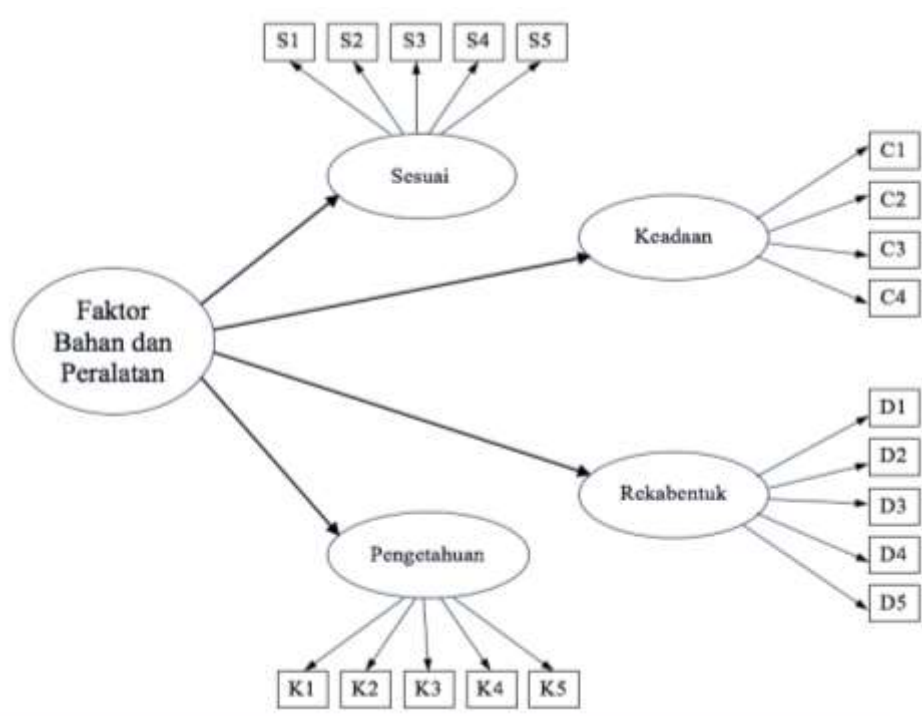 S1 S2 S3 S4 S5
Sesuai
C1
C2
C3
C4
Keadaan
Faktor
Bahan dan
Peralatan
D1
D2
D3
D4
D5
Rekabentuk
Pengetahuan
K1 K2 K3 K4 K5